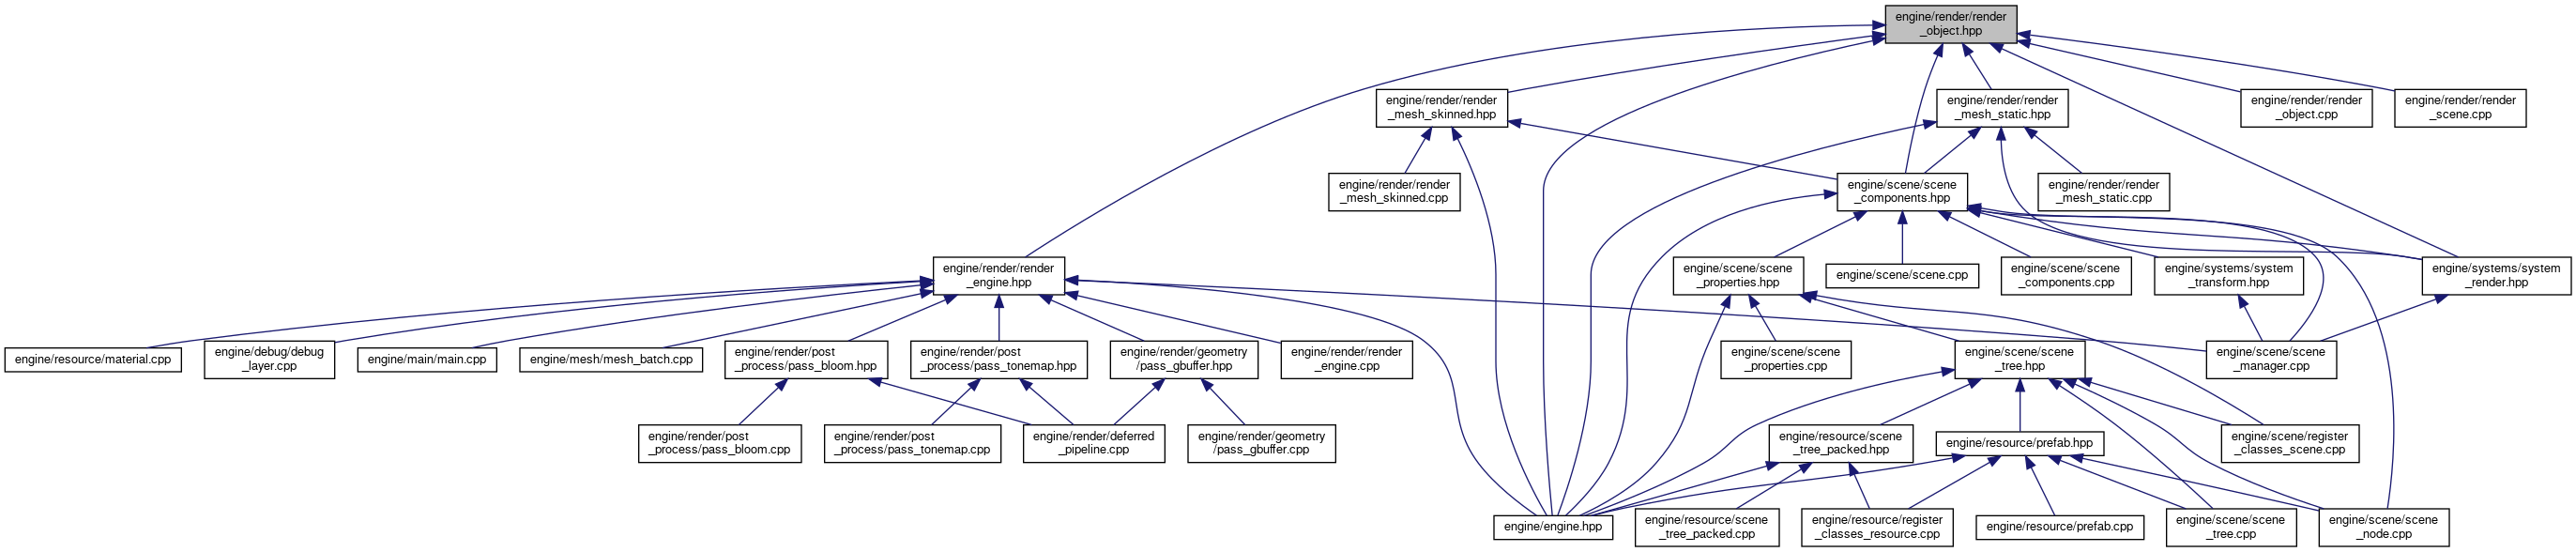 engine/render/render
_object.hpp
engine/render/render
_mesh_skinned.hpp
engine/render/render
_mesh_static.hpp
engine/render/render
_object.cpp
engine/render/render
_scene.cpp
engine/render/render
_mesh_skinned.cpp
engine/scene/scene
_components.hpp
engine/render/render
_mesh_static.cpp
engine/render/render
_engine.hpp
engine/scene/scene
_properties.hpp
engine/scene/scene.cpp
engine/scene/scene
_components.cpp
engine/systems/system
_transform.hpp
engine/systems/system
_render.hpp
engine/resource/material.cpp
engine/debug/debug
_layer.cpp
engine/main/main.cpp
engine/mesh/mesh_batch.cpp
engine/render/post
_process/pass_bloom.hpp
engine/render/post
_process/pass_tonemap.hpp
engine/render/geometry
/pass_gbuffer.hpp
engine/render/render
_engine.cpp
engine/scene/scene
_properties.cpp
engine/scene/scene
_tree.hpp
engine/scene/scene
_manager.cpp
engine/render/post
_process/pass_bloom.cpp
engine/render/post
_process/pass_tonemap.cpp
engine/render/deferred
_pipeline.cpp
engine/render/geometry
/pass_gbuffer.cpp
engine/resource/scene
_tree_packed.hpp
engine/resource/prefab.hpp
engine/scene/register
_classes_scene.cpp
engine/engine.hpp
engine/resource/scene
_tree_packed.cpp
engine/resource/register
_classes_resource.cpp
engine/resource/prefab.cpp
engine/scene/scene
_tree.cpp
engine/scene/scene
_node.cpp